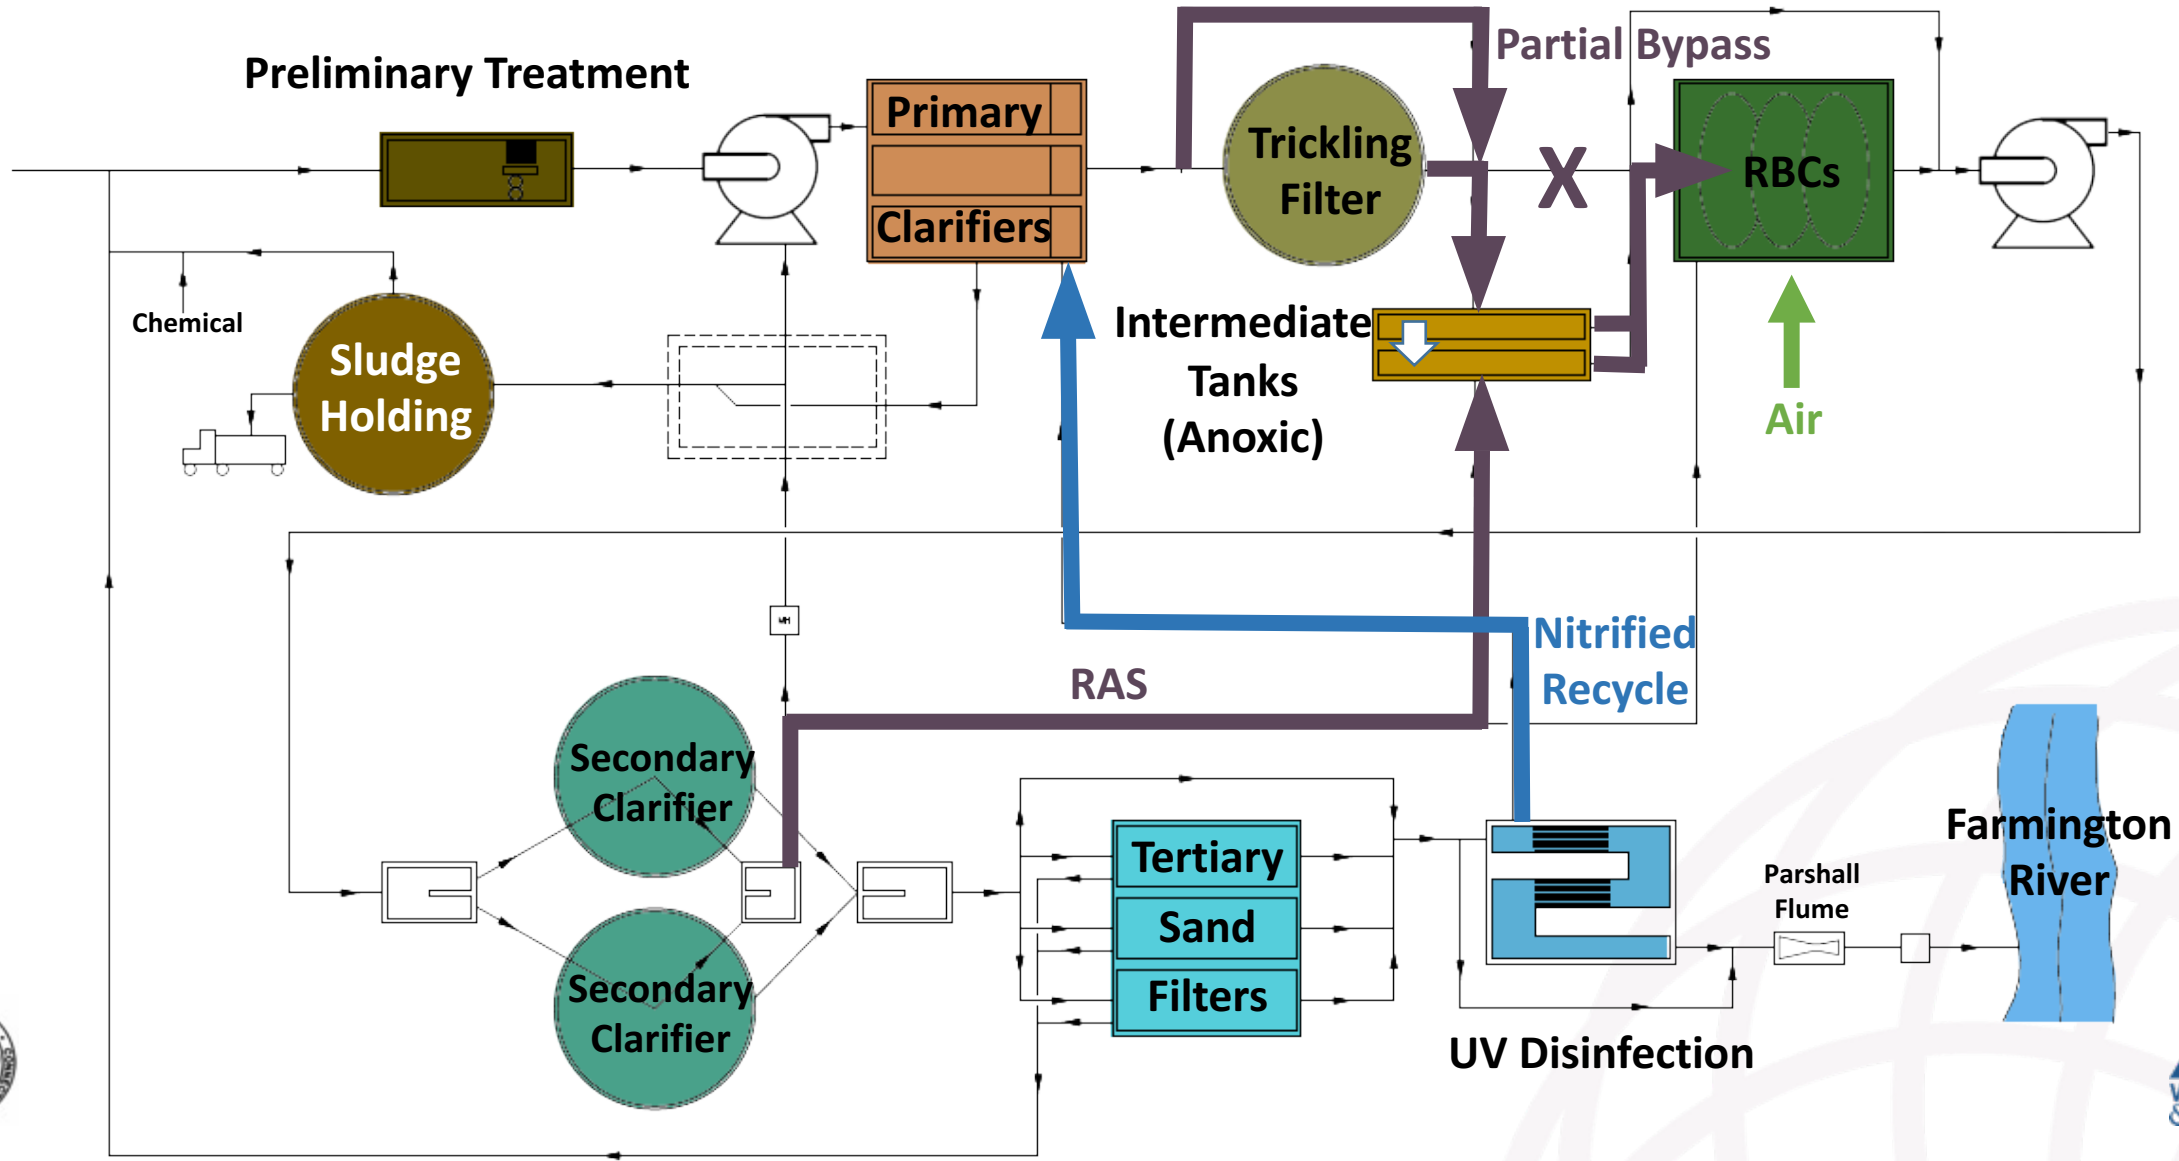 Preliminary Treatment
Primary
Clarifiers
Partial Bypass
Trickling
Filter
X
RBCs
Chemical
Sludge
Holding
Intermediate
Tanks
(Anoxic)
Air
Nitrified
Recycle
RAS
Secondary
Clarifier
Secondary
Clarifier
Tertiary
Sand
Filters
Parshall
Flume
Farmington
River
UV Disinfection